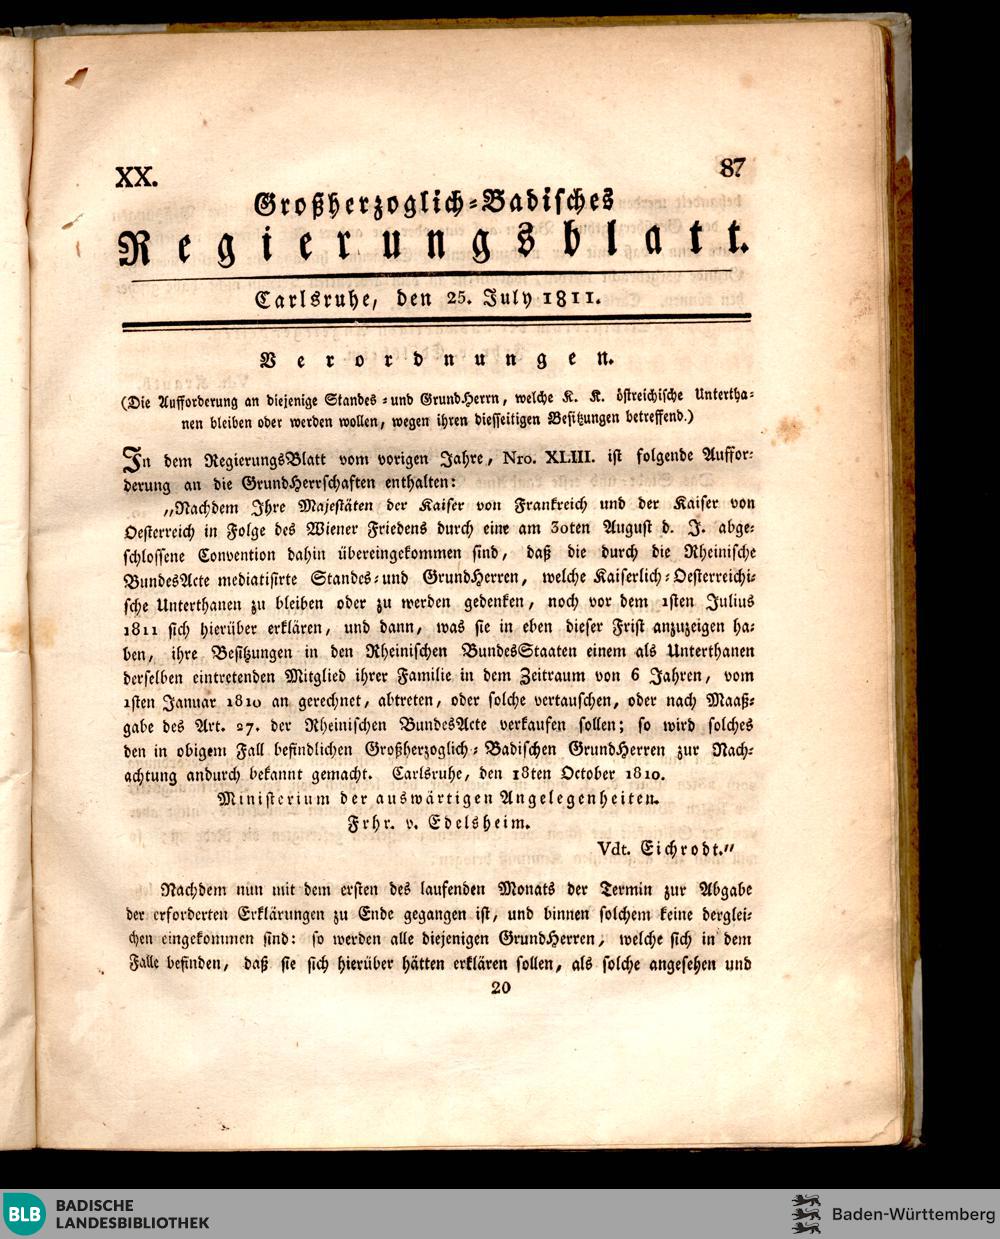 XX.
87
Großherzoglich-Badisches
Regierungsblatt.
Carlsruhe, den 25. July 1811.
Verordnungen.
(Die Aufforderung an diejenige Standes- und GrundHerrn, welche K. K. östreichische Untertha-
nen bleiben oder werden wollen, wegen ihren diesseitigen Besitzungen betreffend.)
In dem RegierungsBlatt vom vorigen Jahre, Nro. XLIII. ist folgende Auffor-
derung an die GrundHerrschaften enthalten:
„Nachdem Ihre Majestäten der Kaiser von Frankreich und der Kaiser von
Oesterreich in Folge des Wiener Friedens durch eine am 30ten August d. J. abge-
schlossene Convention dahin übereingekommen sind, daß die durch die Rheinische
BundesActe mediatisirte Standes- und GrundHerren, welche Kaiserlich-Oesterreichi-
sche Unterthanen zu bleiben oder zu werden gedenken, noch vor dem 1sten Julius
1811 sich hierüber erklären, und dann, was sie in eben dieser Frist anzuzeigen ha-
ben, ihre Besitzungen in den Rheinischen BundesStaaten einem als Unterthanen
derselben eintretenden Mitglied ihrer Familie in dem Zeitraum von 6 Jahren, vom
1sten Januar 1810 an gerechnet, abtreten, oder solche vertauschen, oder nach Maaß-
gabe des Art. 27. der Rheinischen BundesActe verkaufen sollen; so wird solches
den in obigem Fall befindlichen Großherzoglich-Badischen GrundHerren zur Nach-
achtung andurch bekannt gemacht. Carlsruhe, den 18ten October 1810.
Ministerium der auswärtigen Angelegenheiten.
Frhr. v. Edelsheim.
Vdt. Eichrodt."
Nachdem nun mit dem ersten des laufenden Monats der Termin zur Abgabe
der erforderten Erklärungen zu Ende gegangen ist, und binnen solchem keine derglei-
chen eingekommen sind: so werden alle diejenigen GrundHerren, welche sich in dem
Falle befinden, daß sie sich hierüber hätten erklären sollen, als solche angesehen und
20
BLB BADISCHE
LANDESBIBLIOTHEK
Baden-Württemberg